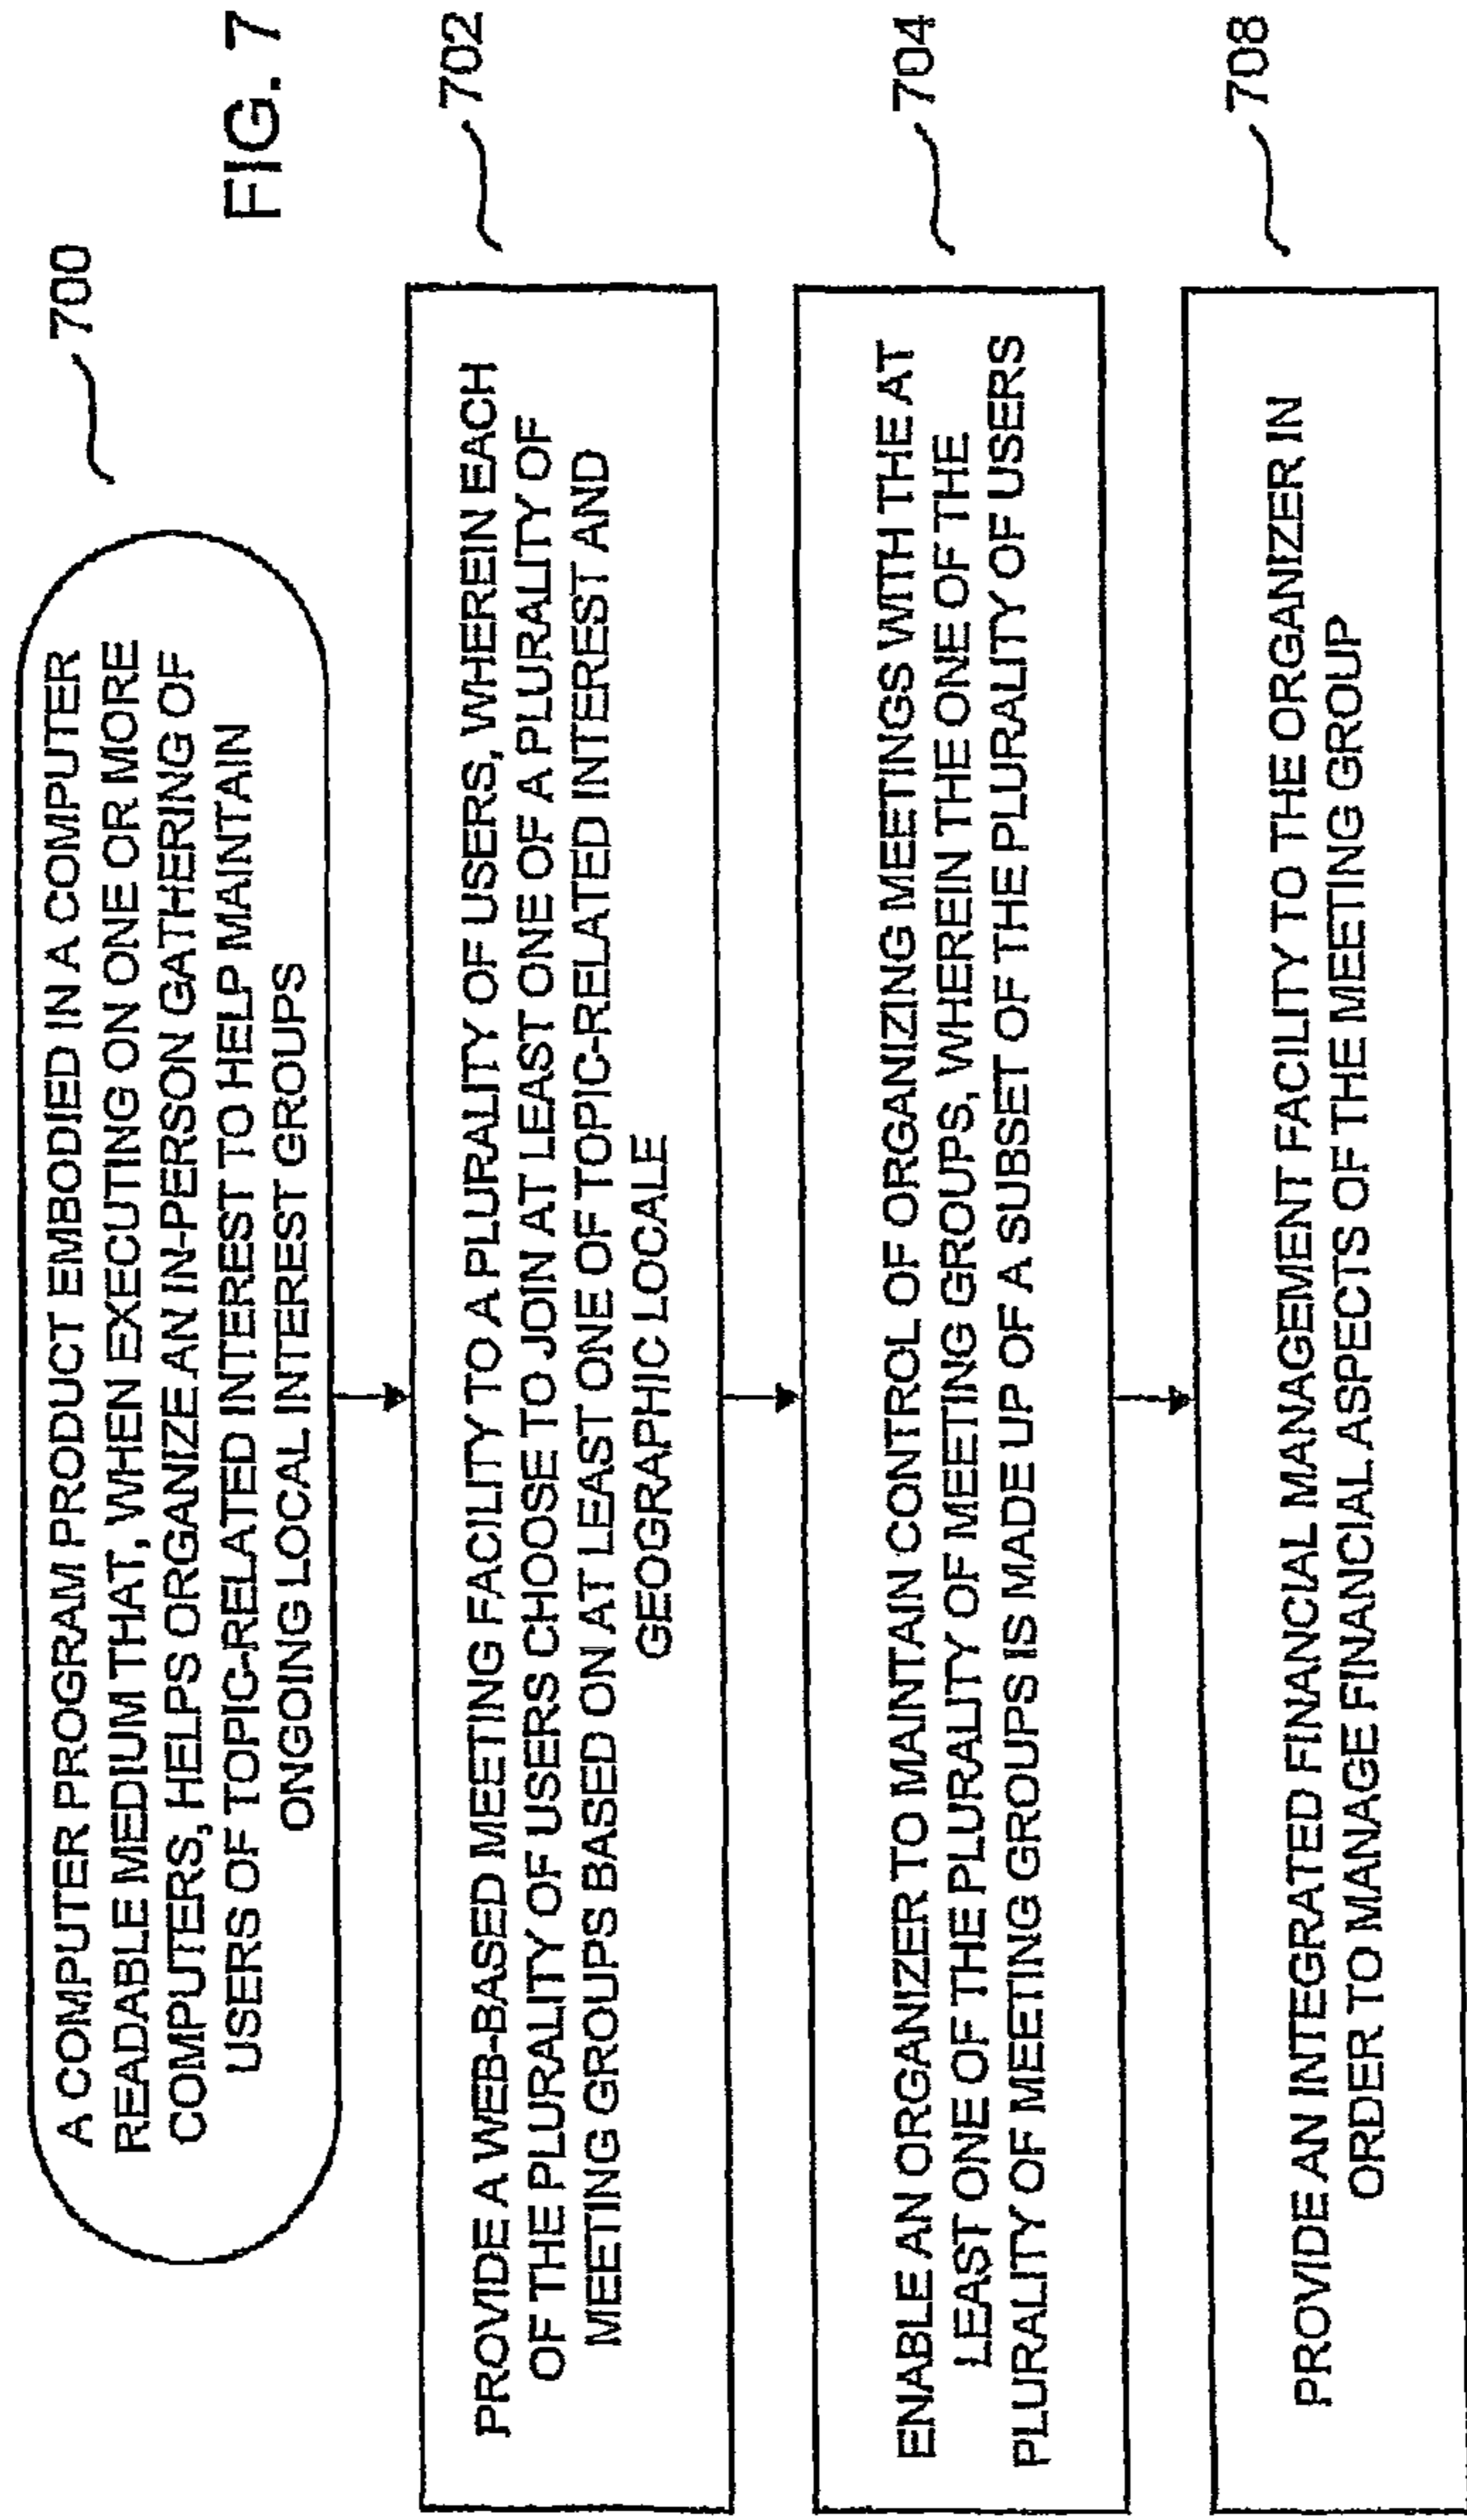 FIG. 7
700
A COMPUTER PROGRAM PRODUCT EMBODIED IN A COMPUTER
READABLE MEDIUM THAT, WHEN EXECUTING ON ONE OR MORE
COMPUTERS, HELPS ORGANIZE AN IN-PERSON GATHERING OF
USERS OF TOPIC-RELATED INTEREST TO HELP MAINTAIN
ONGOING LOCAL INTEREST GROUPS
702
PROVIDE A WEB-BASED MEETING FACILITY TO A PLURALITY OF USERS, WHEREIN EACH
OF THE PLURALITY OF USERS CHOOSE TO JOIN AT LEAST ONE OF A PLURALITY OF
MEETING GROUPS BASED ON AT LEAST ONE OF TOPIC-RELATED INTEREST AND
GEOGRAPHIC LOCALE
704
ENABLE AN ORGANIZER TO MAINTAIN CONTROL OF ORGANIZING MEETINGS WITH THE AT
LEAST ONE OF THE PLURALITY OF MEETING GROUPS, WHEREIN THE ONE OF THE
PLURALITY OF MEETING GROUPS IS MADE UP OF A SUBSET OF THE PLURALITY OF USERS
708
PROVIDE AN INTEGRATED FINANCIAL MANAGEMENT FACILITY TO THE ORGANIZER IN
ORDER TO MANAGE FINANCIAL ASPECTS OF THE MEETING GROUP